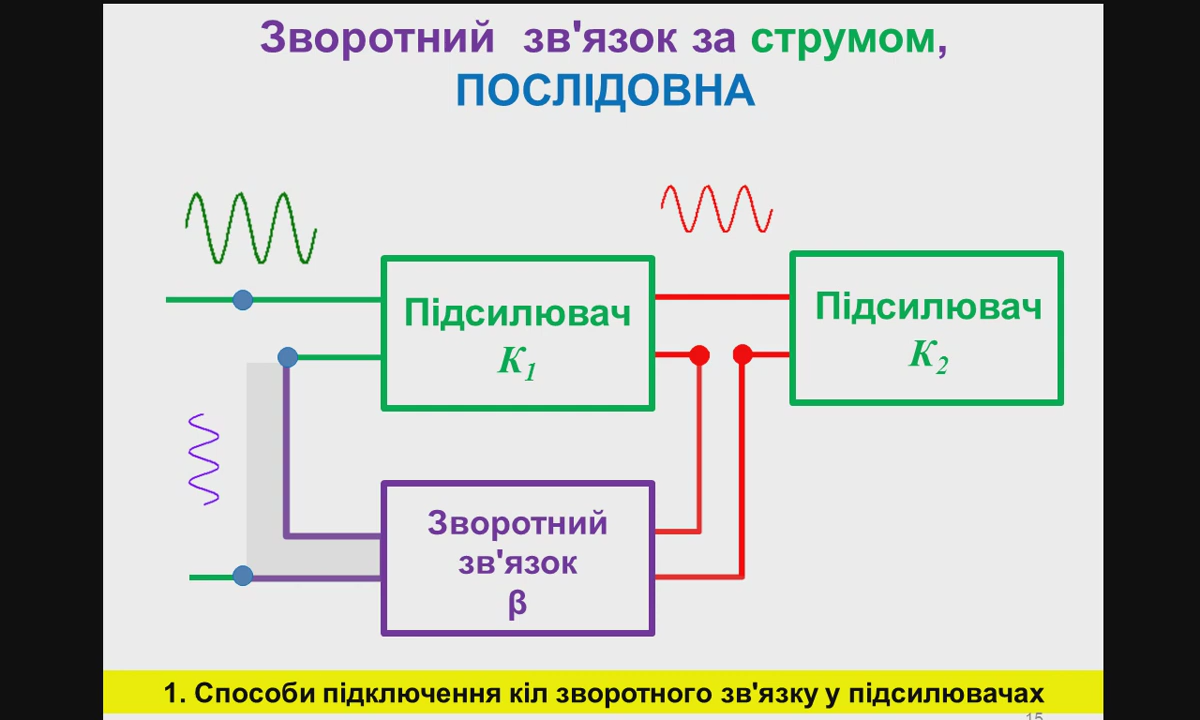 Зворотний зв'язок за струмом,
ПОСЛІДОВНА
Підсилювач
K1
Підсилювач
K2
Зворотний
зв'язок
β
1. Способи підключення кіл зворотного зв'язку у підсилювачах
15